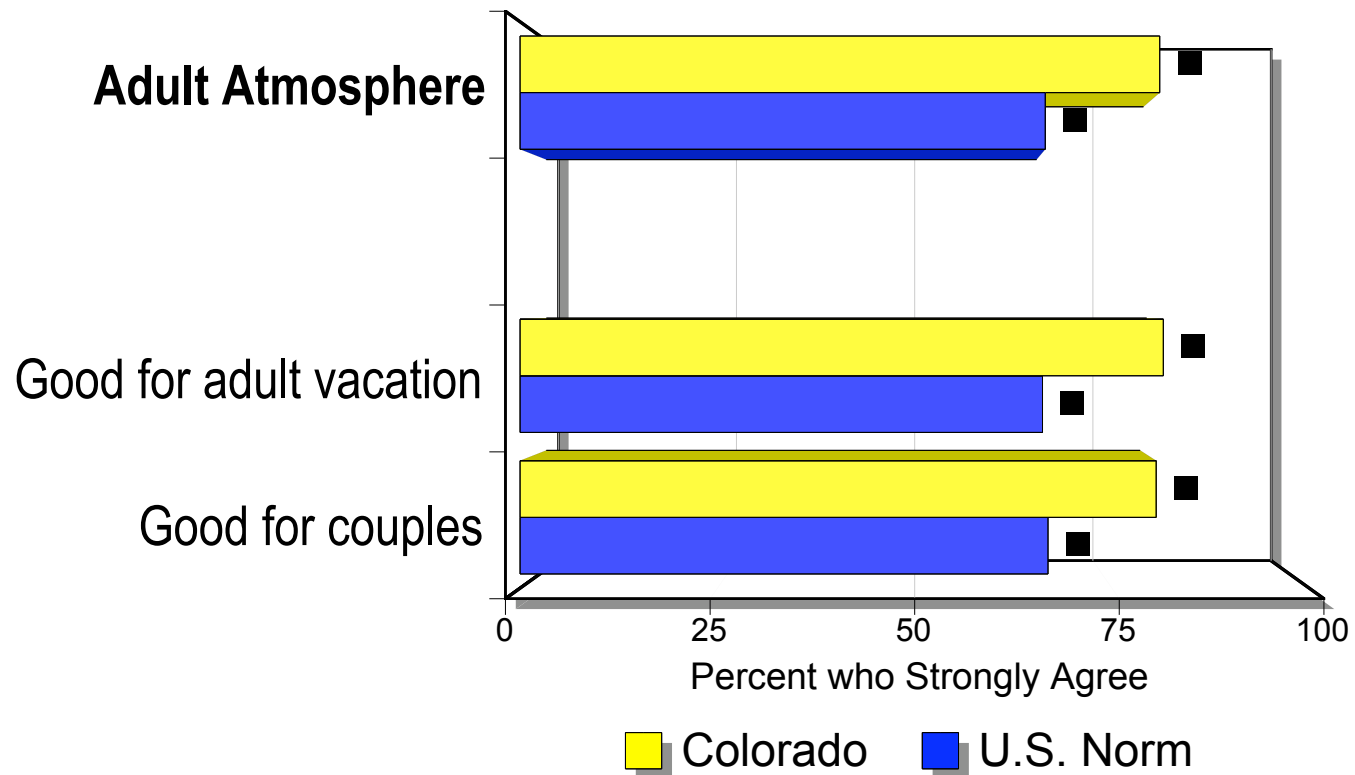 Adult Atmosphere
Good for adult vacation
Good for couples
0 25 50 75 100
Percent who Strongly Agree
Colorado U.S. Norm